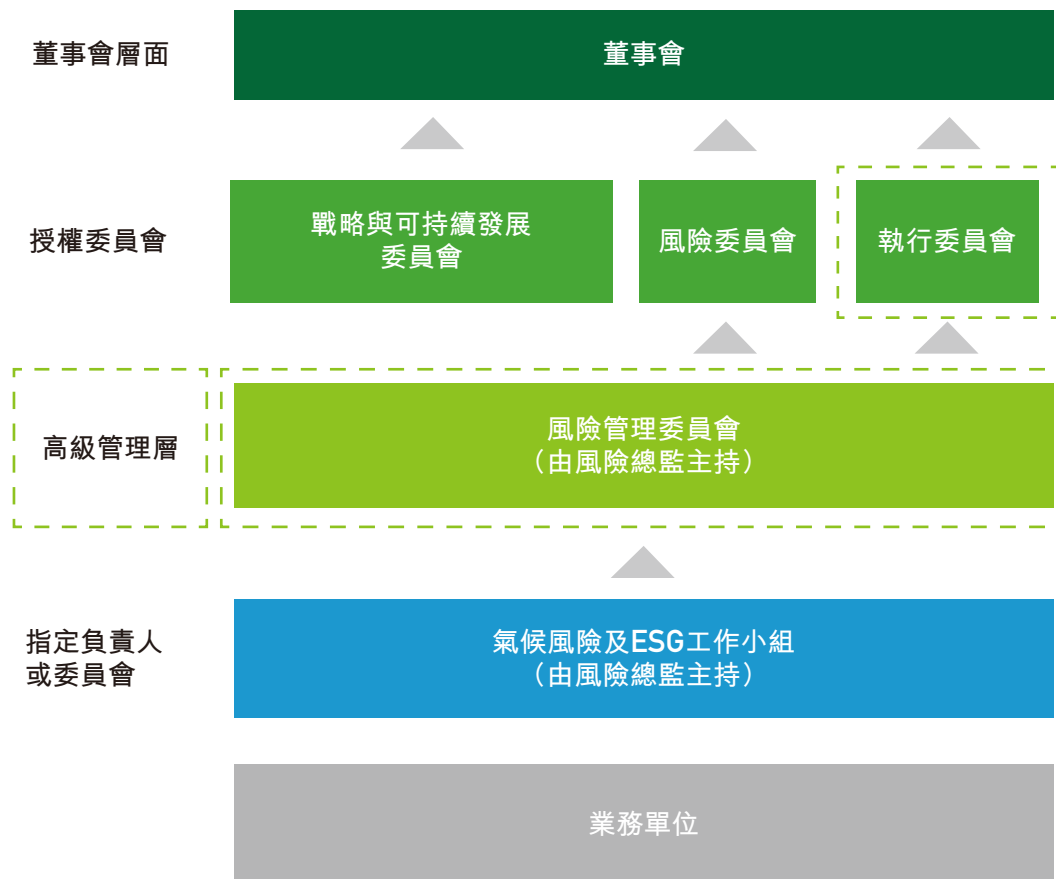 董事會層面
董事會
授權委員會
戰略與可持續發展
委員會
風險委員會
執行委員會
高級管理層
風險管理委員會
（由風險總監主持）
指定負責人
或委員會
氣候風險及ESG工作小組
（由風險總監主持）
業務單位